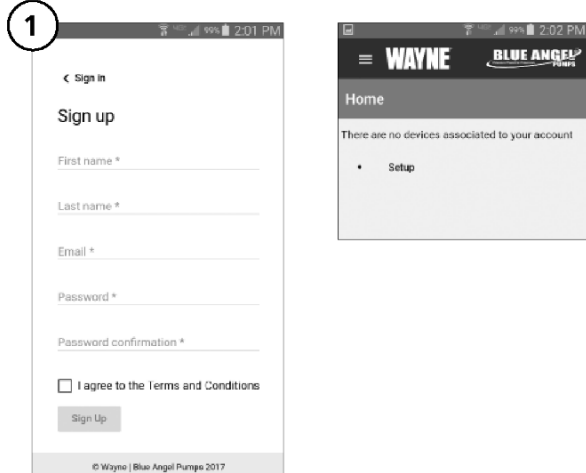 1
99% 2:01 PM
< Sign in
Sign up
First name *
Last name *
Email *
Password *
Password confirmation *
I agree to the Terms and Conditions
Sign Up
© Wayne | Blue Angel Pumps 2017
99% 2:02 PM
≡ WAYNE BLUE ANGEL
PUMPS
Home
There are no devices associated to your account
• Setup